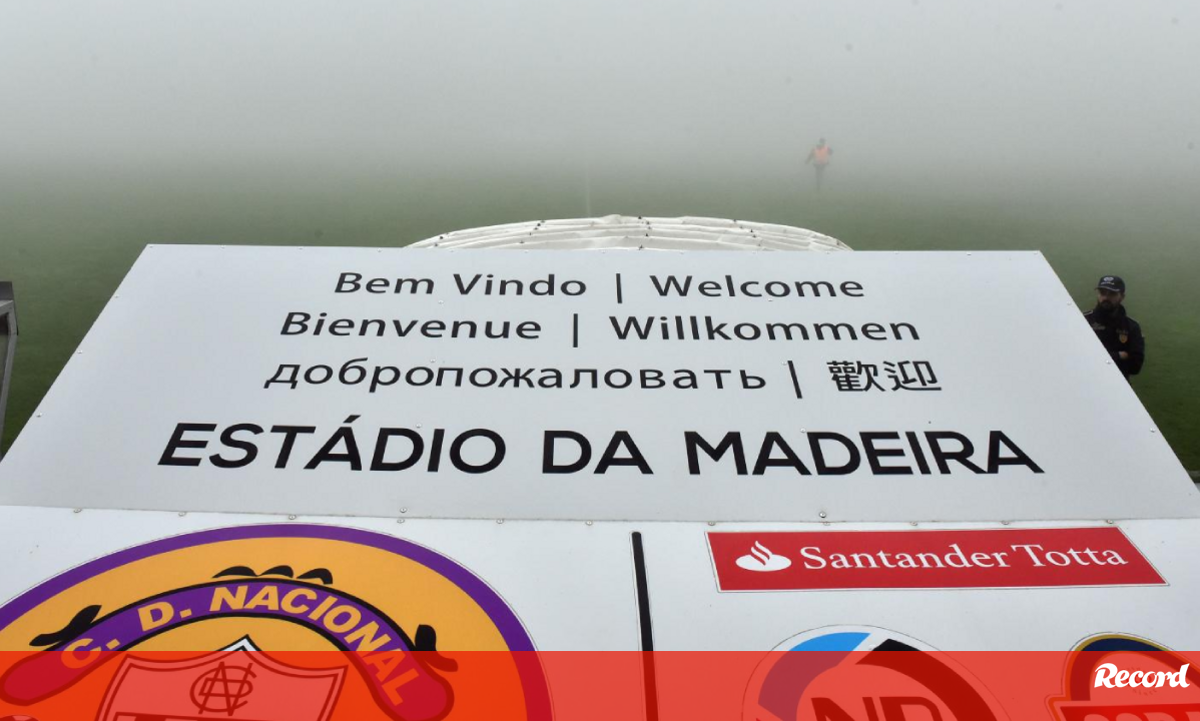 Bem Vindo | Welcome
Bienvenue | Willkommen
добропожаловать | 歡迎
ESTÁDIO DA MADEIRA
Santander Totta
C. D. NACIONAL
Record